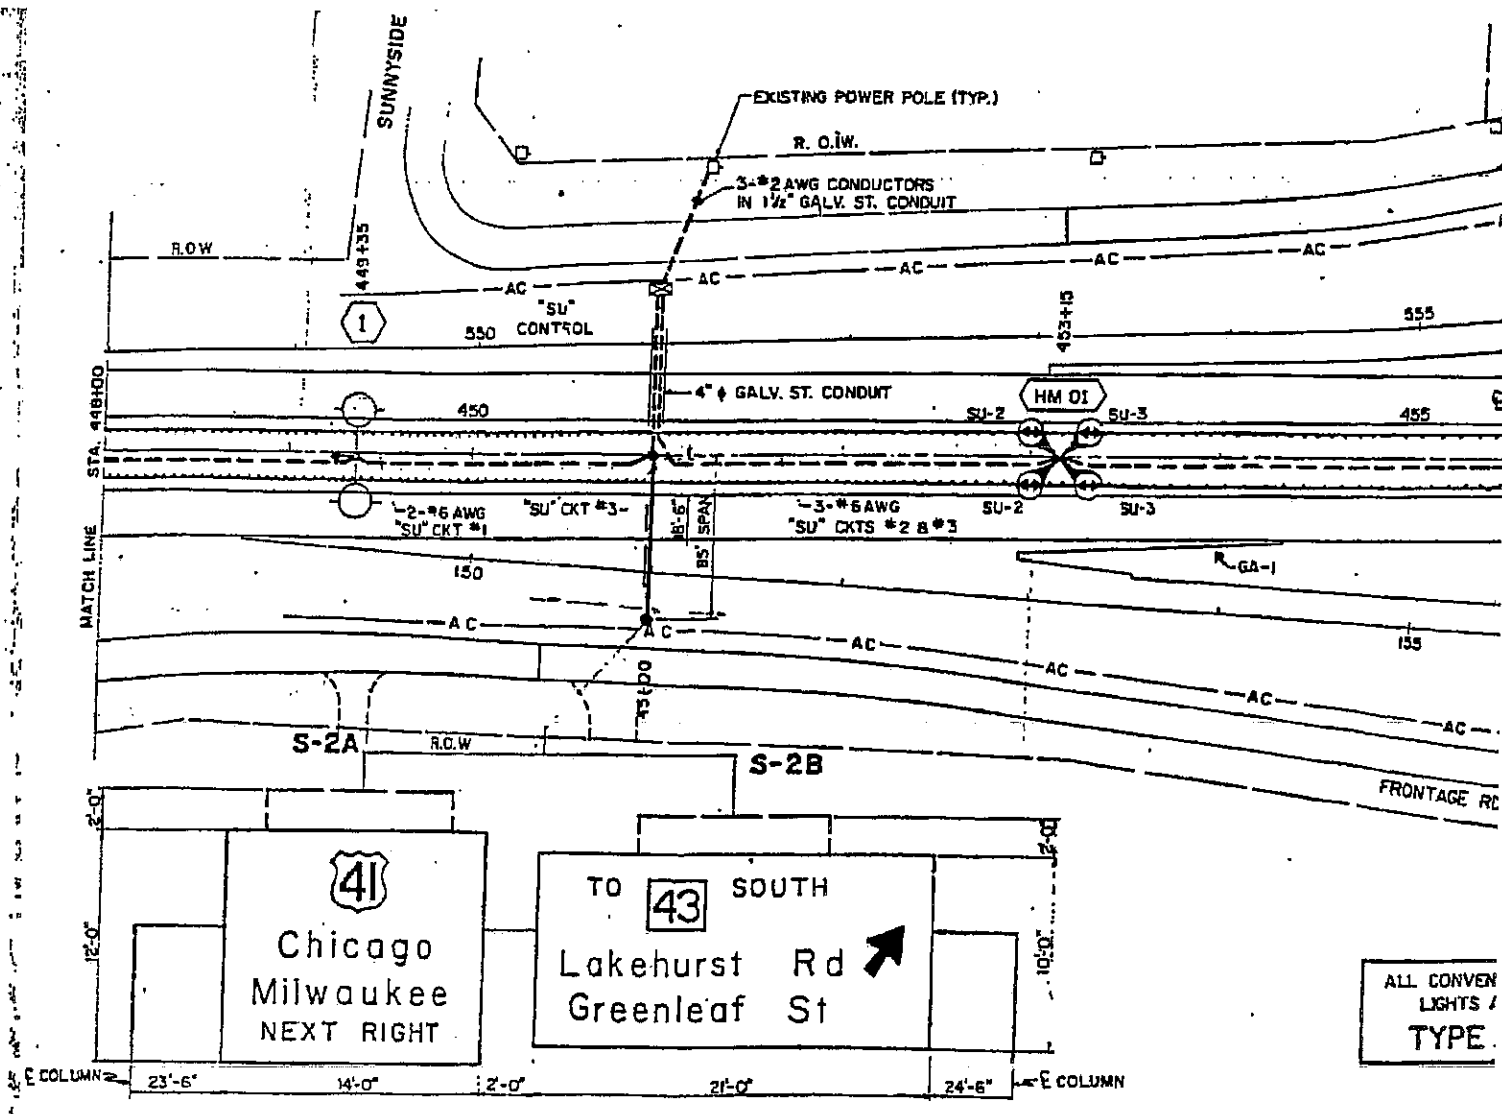 SUNNYSIDE
EXISTING POWER POLE (TYP.)
R. O.W.
3-#2 AWG CONDUCTORS
IN 1½" GALV. ST. CONDUIT
R.O.W
449+35
AC
AC
AC
AC
AC
"SU"
CONTROL
1
550
453+15
555
4" ɸ GALV. ST. CONDUIT
HM 01
STA. 448+00
450
SU-2
SU-3
455
MATCH LINE
2-#6 AWG
"SU" CKT #1
"SU" CKT #3
18'-6"
85' SPAN
3-#6 AWG
"SU" CKTS #2 & #3
SU-2
SU-3
GA-1
150
155
AC
AC
AC
AC
AC
AC
451+00
S-2A
R.O.W
S-2B
FRONTAGE RD
2'-0"
2'-0"
41
Chicago
Milwaukee
NEXT RIGHT
TO 43 SOUTH
Lakehurst Rd
Greenleaf St
12'-0"
10'-0"
ALL CONVEN
LIGHTS
TYPE
℄ COLUMN
23'-6"
14'-0"
2'-0"
21'-0"
24'-6"
℄ COLUMN